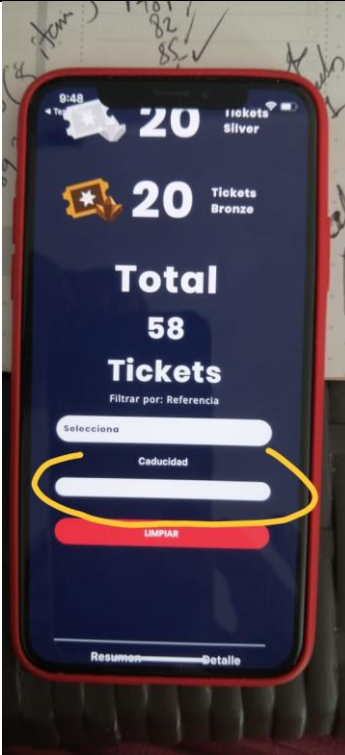 82
85 ✓
9:48
20 Tickets
Silver
20 Tickets
Bronze
Total
58
Tickets
Filtrar por: Referencia
Selecciona
Caducidad
LIMPIAR
Resumen Detalle